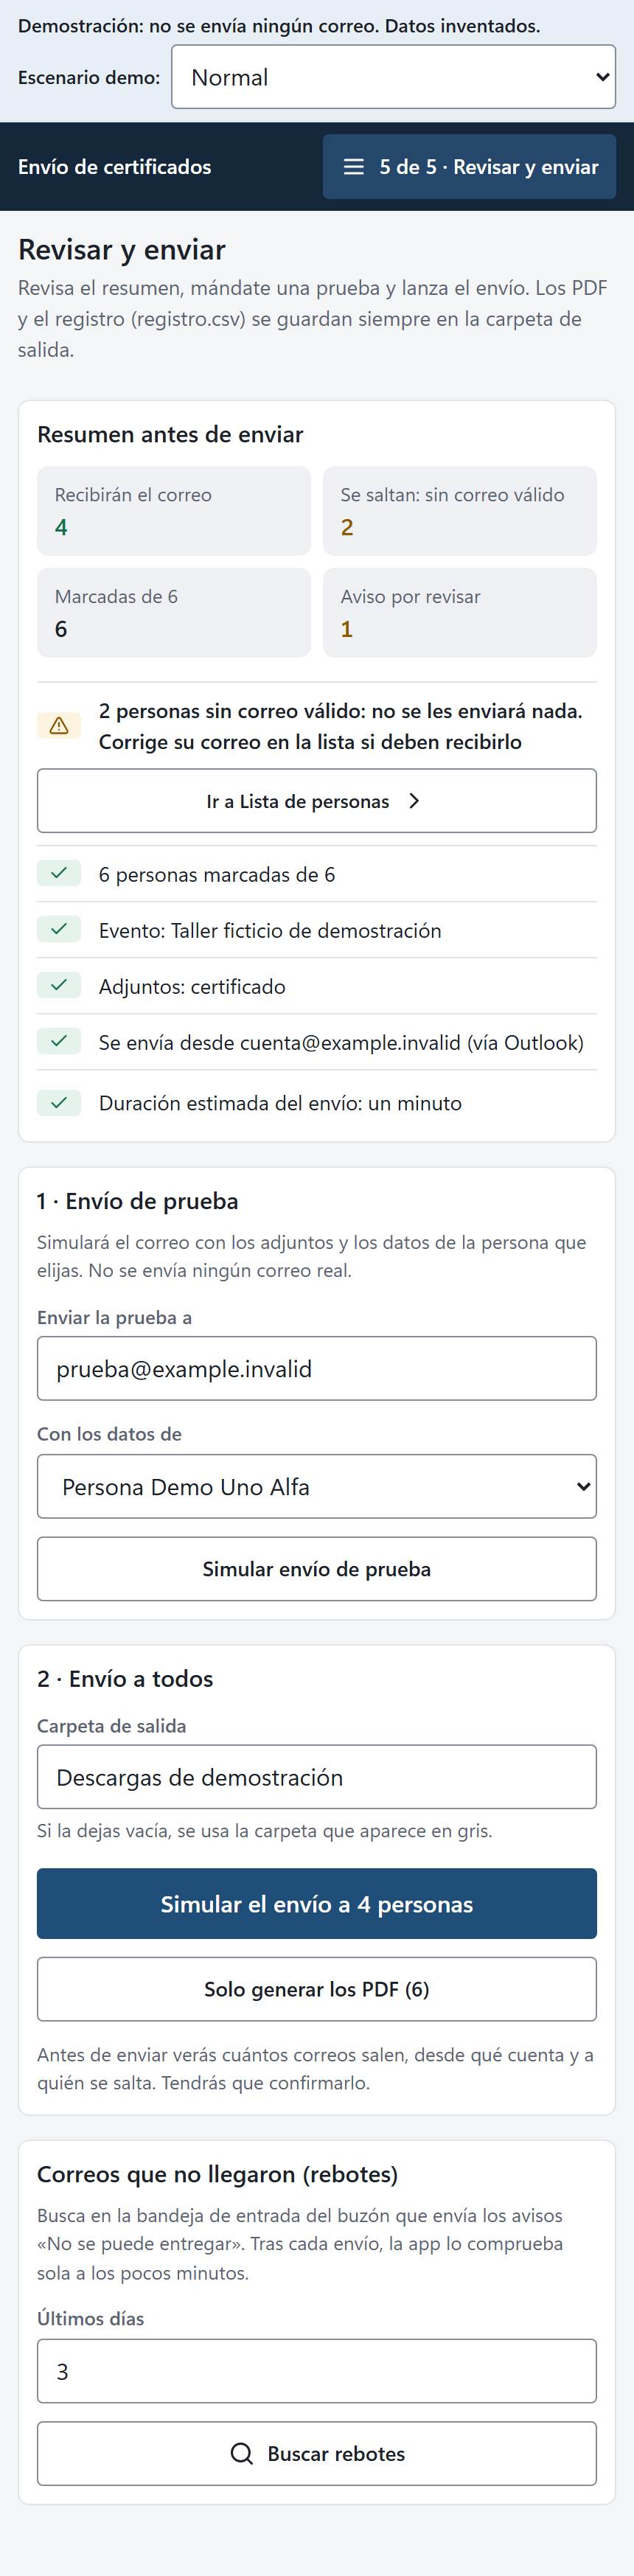 Demostración: no se envía ningún correo. Datos inventados.
Escenario demo:
Normal
Envío de certificados
5 de 5 · Revisar y enviar
Revisar y enviar
Revisa el resumen, mándate una prueba y lanza el envío. Los PDF
y el registro (registro.csv) se guardan siempre en la carpeta de
salida.
Resumen antes de enviar
Recibirán el correo
4
Se saltan: sin correo válido
2
Marcadas de 6
6
Aviso por revisar
1
2 personas sin correo válido: no se les enviará nada.
Corrige su correo en la lista si deben recibirlo
Ir a Lista de personas
6 personas marcadas de 6
Evento: Taller ficticio de demostración
Adjuntos: certificado
Se envía desde cuenta@example.invalid (vía Outlook)
Duración estimada del envío: un minuto
1 · Envío de prueba
Simulará el correo con los adjuntos y los datos de la persona que
elijas. No se envía ningún correo real.
Enviar la prueba a
prueba@example.invalid
Con los datos de
Persona Demo Uno Alfa
Simular envío de prueba
2 · Envío a todos
Carpeta de salida
Descargas de demostración
Si la dejas vacía, se usa la carpeta que aparece en gris.
Simular el envío a 4 personas
Solo generar los PDF (6)
Antes de enviar verás cuántos correos salen, desde qué cuenta y a
quién se salta. Tendrás que confirmarlo.
Correos que no llegaron (rebotes)
Busca en la bandeja de entrada del buzón que envía los avisos
«No se puede entregar». Tras cada envío, la app lo comprueba
sola a los pocos minutos.
Últimos días
3
Buscar rebotes